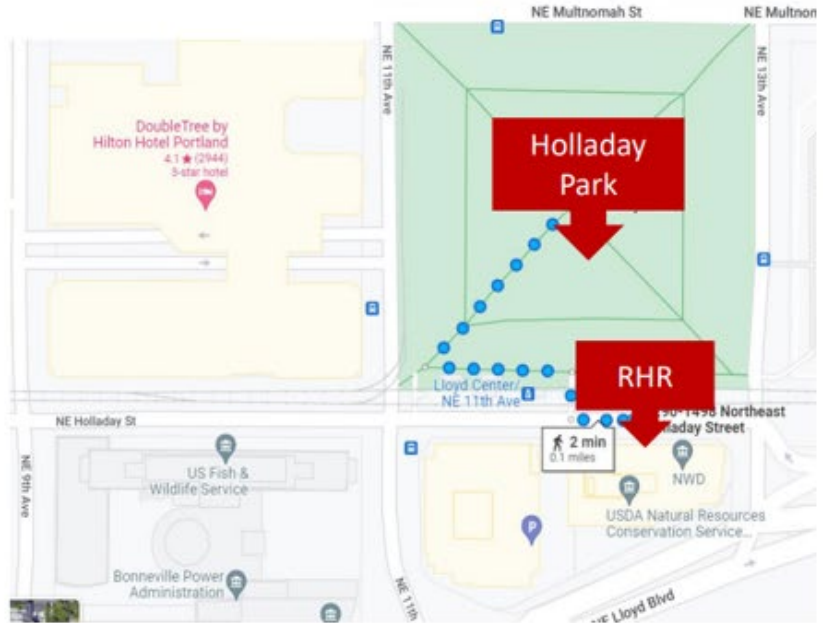 NE Multnomah St
NE Multnom
NE 11th Ave
NE 13th Ave
DoubleTree by
Hilton Hotel Portland
4.1 ★ (2944)
3-star hotel
Holladay
Park
RHR
Lloyd Center/
NE 11th Ave
90-1498 Northeast
lladay Street
NE Holladay St
2 min
0.1 miles
US Fish &
Wildlife Service
NWD
USDA Natural Resources
Conservation Service...
P
NE 9th Ave
Bonneville Power
Administration
NE 11th
NE Lloyd Blvd